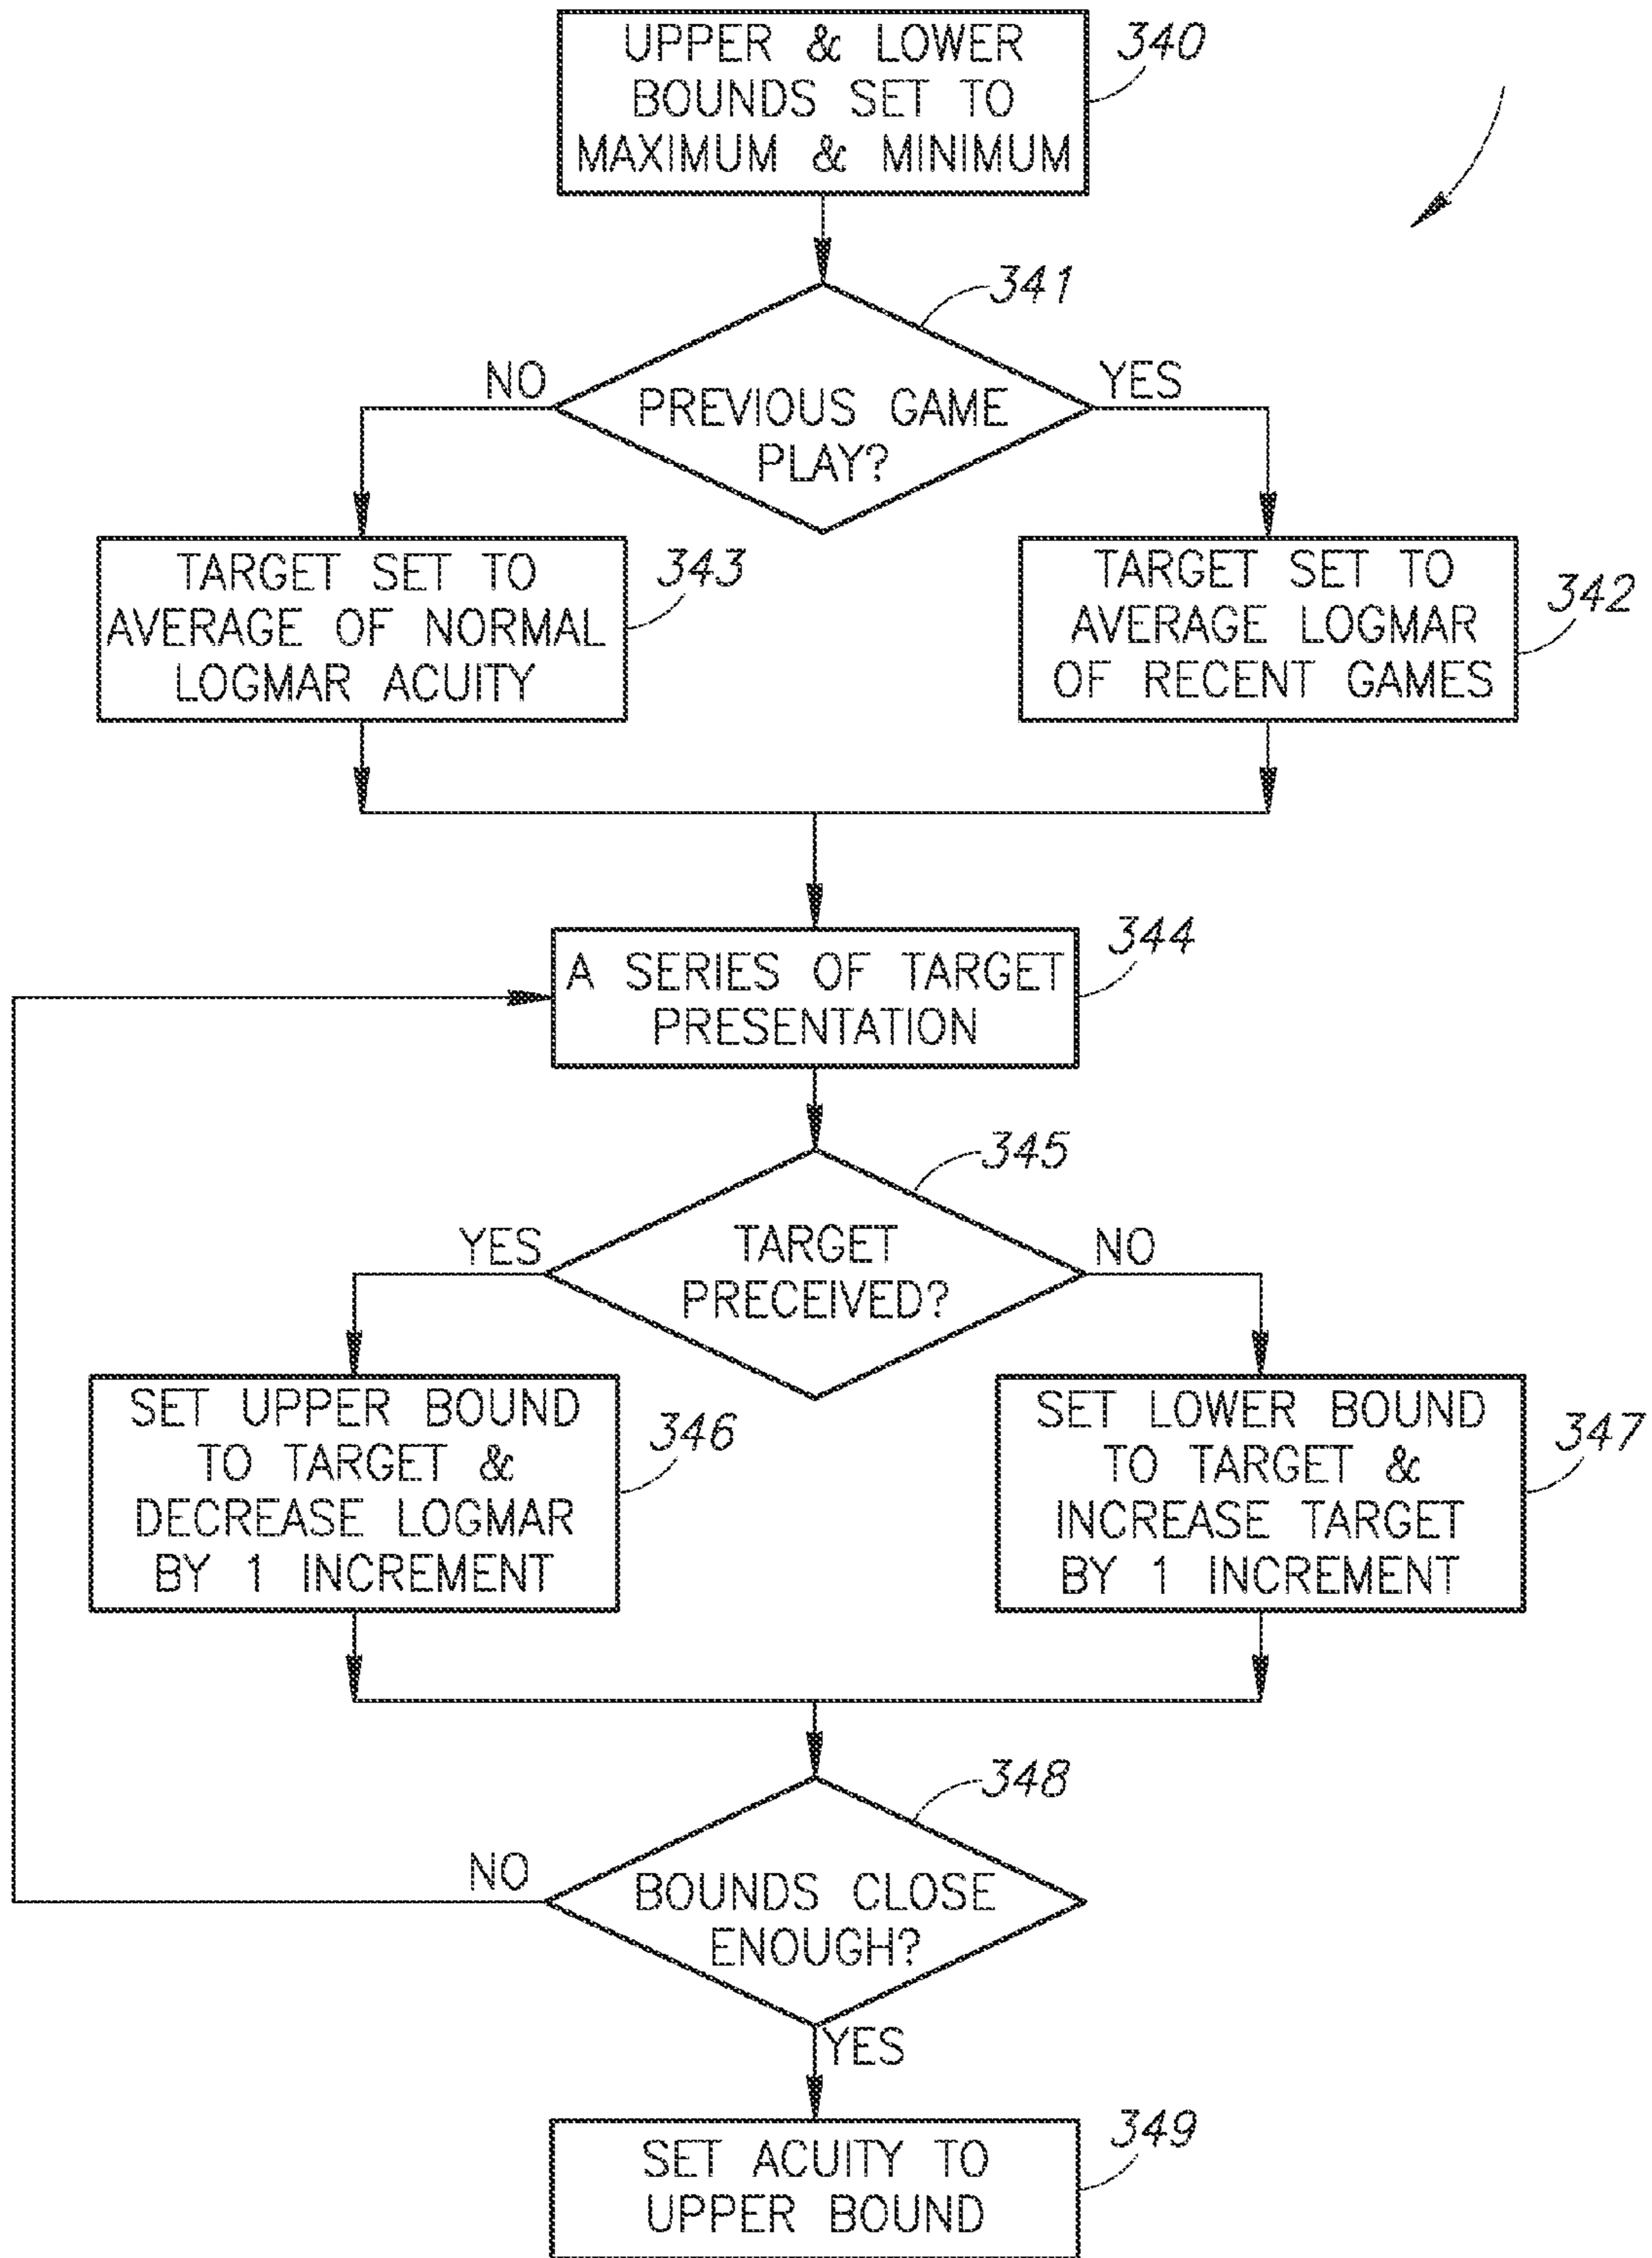 UPPER & LOWER
BOUNDS SET TO
MAXIMUM & MINIMUM
340
341
NO
YES
PREVIOUS GAME
PLAY?
TARGET SET TO
AVERAGE OF NORMAL
LOGMAR ACUITY
343
TARGET SET TO
AVERAGE LOGMAR
OF RECENT GAMES
342
A SERIES OF TARGET
PRESENTATION
344
345
YES
NO
TARGET
PRECEIVED?
SET UPPER BOUND
TO TARGET &
DECREASE LOGMAR
BY 1 INCREMENT
346
SET LOWER BOUND
TO TARGET &
INCREASE TARGET
BY 1 INCREMENT
347
348
NO
BOUNDS CLOSE
ENOUGH?
YES
SET ACUITY TO
UPPER BOUND
349